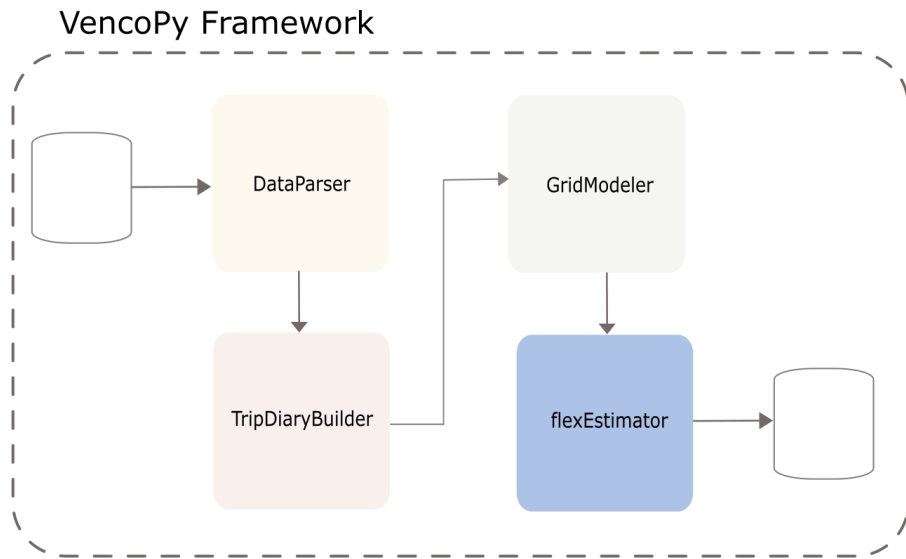 VencoPy Framework
DataParser
GridModeler
TripDiaryBuilder
flexEstimator